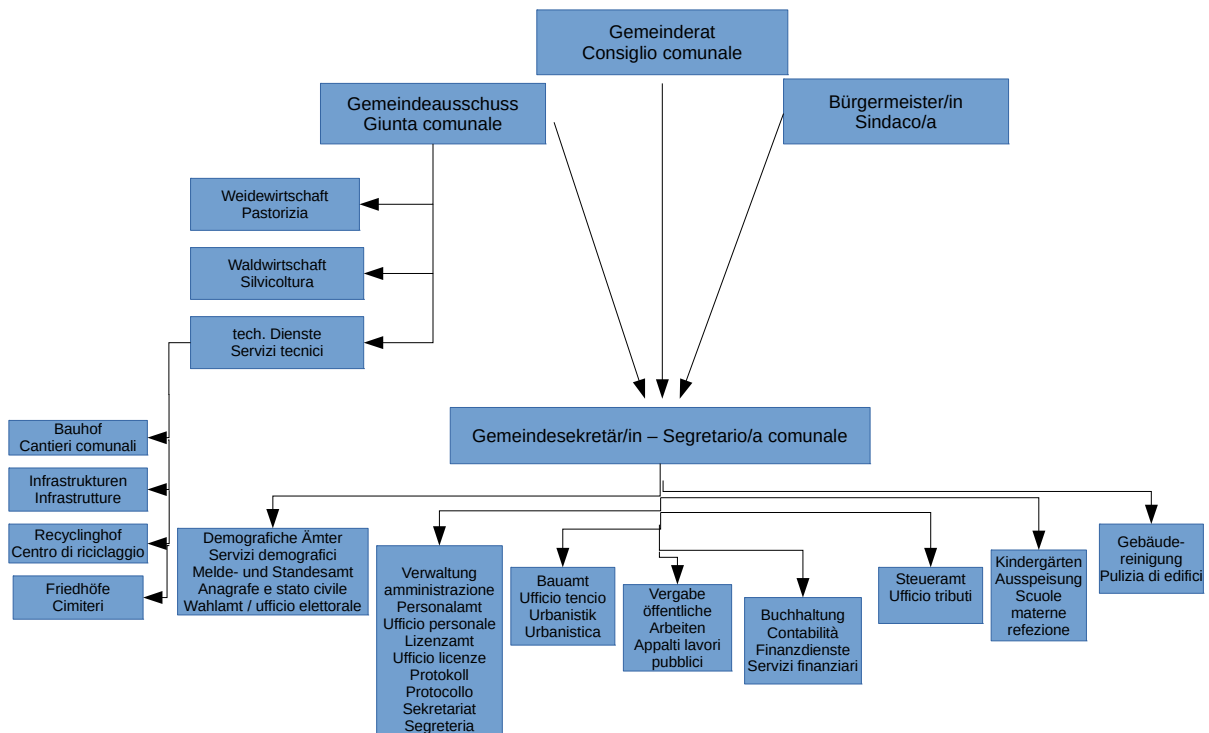 Gemeinderat
Consiglio comunale
Gemeindeausschuss
Giunta comunale
Bürgermeister/in
Sindaco/a
Weidewirtschaft
Pastorizia
Waldwirtschaft
Silvicoltura
tech. Dienste
Servizi tecnici
Gemeindesekretär/in – Segretario/a comunale
Bauhof
Cantieri comunali
Infrastrukturen
Infrastrutture
Recyclinghof
Centro di riciclaggio
Friedhöfe
Cimiteri
Demografiche Ämter
Servizi demografici
Melde- und Standesamt
Anagrafe e stato civile
Wahlamt / ufficio elettorale
Verwaltung
amministrazione
Personalamt
Ufficio personale
Lizenzamt
Ufficio licenze
Protokoll
Protocollo
Sekretariat
Segreteria
Bauamt
Ufficio tencio
Urbanistik
Urbanistica
Vergabe
öffentliche
Arbeiten
Appalti lavori
pubblici
Buchhaltung
Contabilità
Finanzdienste
Servizi finanziari
Steueramt
Ufficio tributi
Kindergärten
Ausspeisung
Scuole
materne
refezione
Gebäude-
reinigung
Pulizia di edifici